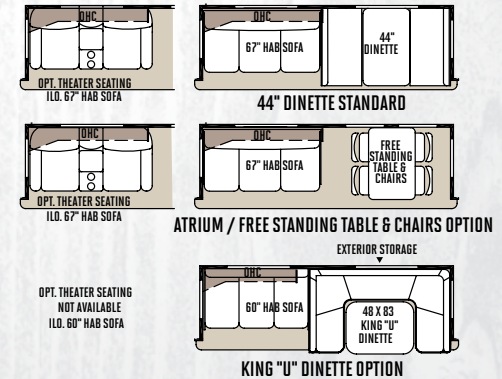 OHC
OPT. THEATER SEATING
ILO. 67" HAB SOFA
OHC
67" HAB SOFA
44"
DINETTE
44" DINETTE STANDARD
OHC
OPT. THEATER SEATING
ILO. 67" HAB SOFA
OHC
67" HAB SOFA
FREE
STANDING
TABLE &
CHAIRS
ATRIUM / FREE STANDING TABLE & CHAIRS OPTION
OPT. THEATER SEATING
NOT AVAILABLE
ILO. 60" HAB SOFA
EXTERIOR STORAGE
OHC
60" HAB SOFA
48 X 83
KING "U"
DINETTE
KING "U" DINETTE OPTION